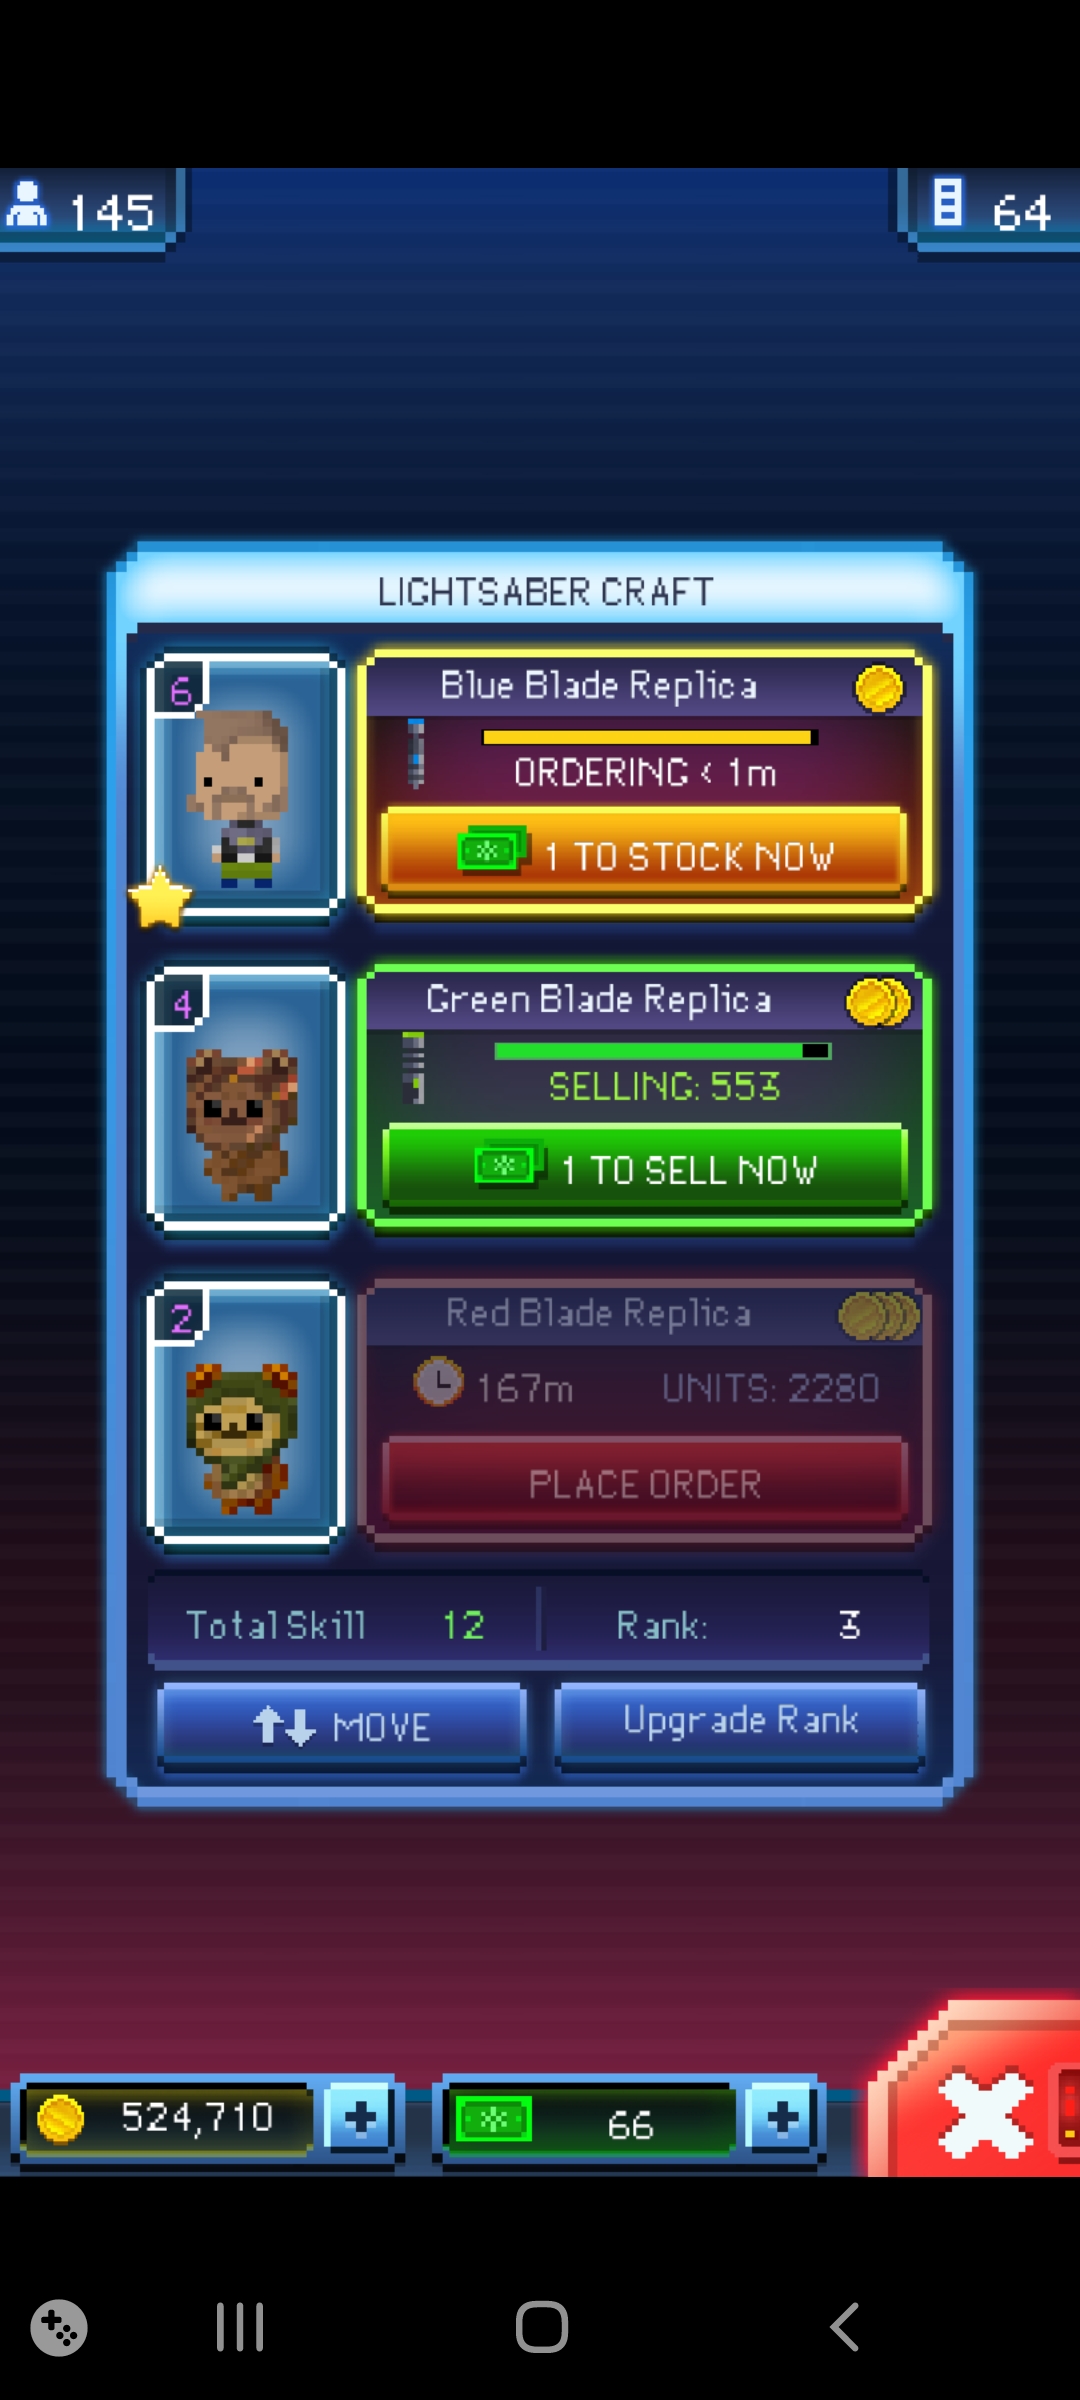 145
64
LIGHTSABER CRAFT
6
Blue Blade Replica
ORDERING < 1m
1 TO STOCK NOW
4
Green Blade Replica
SELLING: 553
1 TO SELL NOW
2
Red Blade Replica
167m UNITS: 2280
PLACE ORDER
Total Skill 12 Rank: 3
MOVE Upgrade Rank
524,710 + 66 +